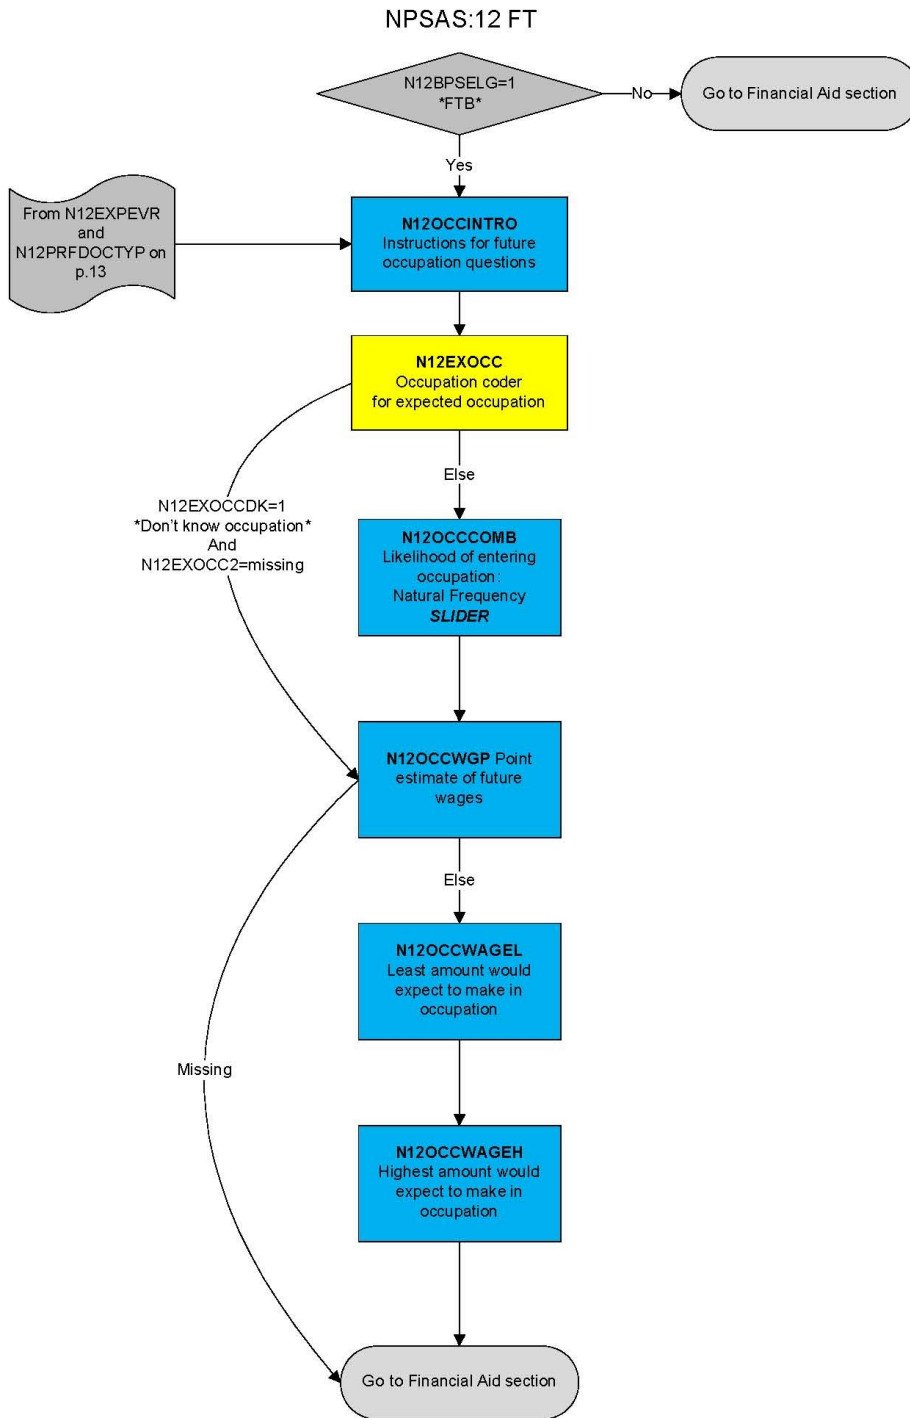 NPSAS:12 FT
N12BPSELG=1
*FTB*
No
Go to Financial Aid section
Yes
From N12EXPEVR
and
N12PRFDOCTYP on
p.13
N12OCCINTRO
Instructions for future
occupation questions
N12EXOCC
Occupation coder
for expected occupation
Else
N12EXOCCDK=1
*Don't know occupation*
And
N12EXOCC2=missing
N12OCCCOMB
Likelihood of entering
occupation:
Natural Frequency
SLIDER
N12OCCWGP Point
estimate of future
wages
Else
N12OCCWAGEL
Least amount would
expect to make in
occupation
Missing
N12OCCWAGEH
Highest amount would
expect to make in
occupation
Go to Financial Aid section